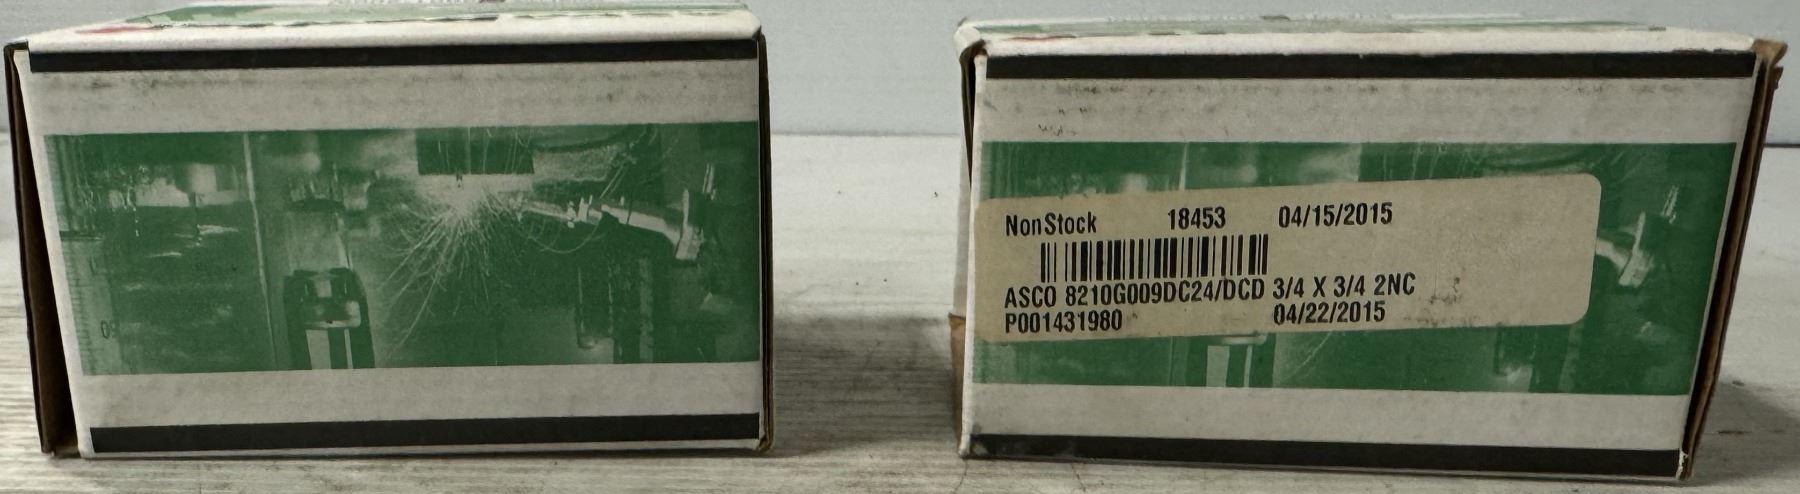 NonStock 18453 04/15/2015
ASCO 8210G009DC24/DCD 3/4 X 3/4 2NC
P001431980 04/22/2015